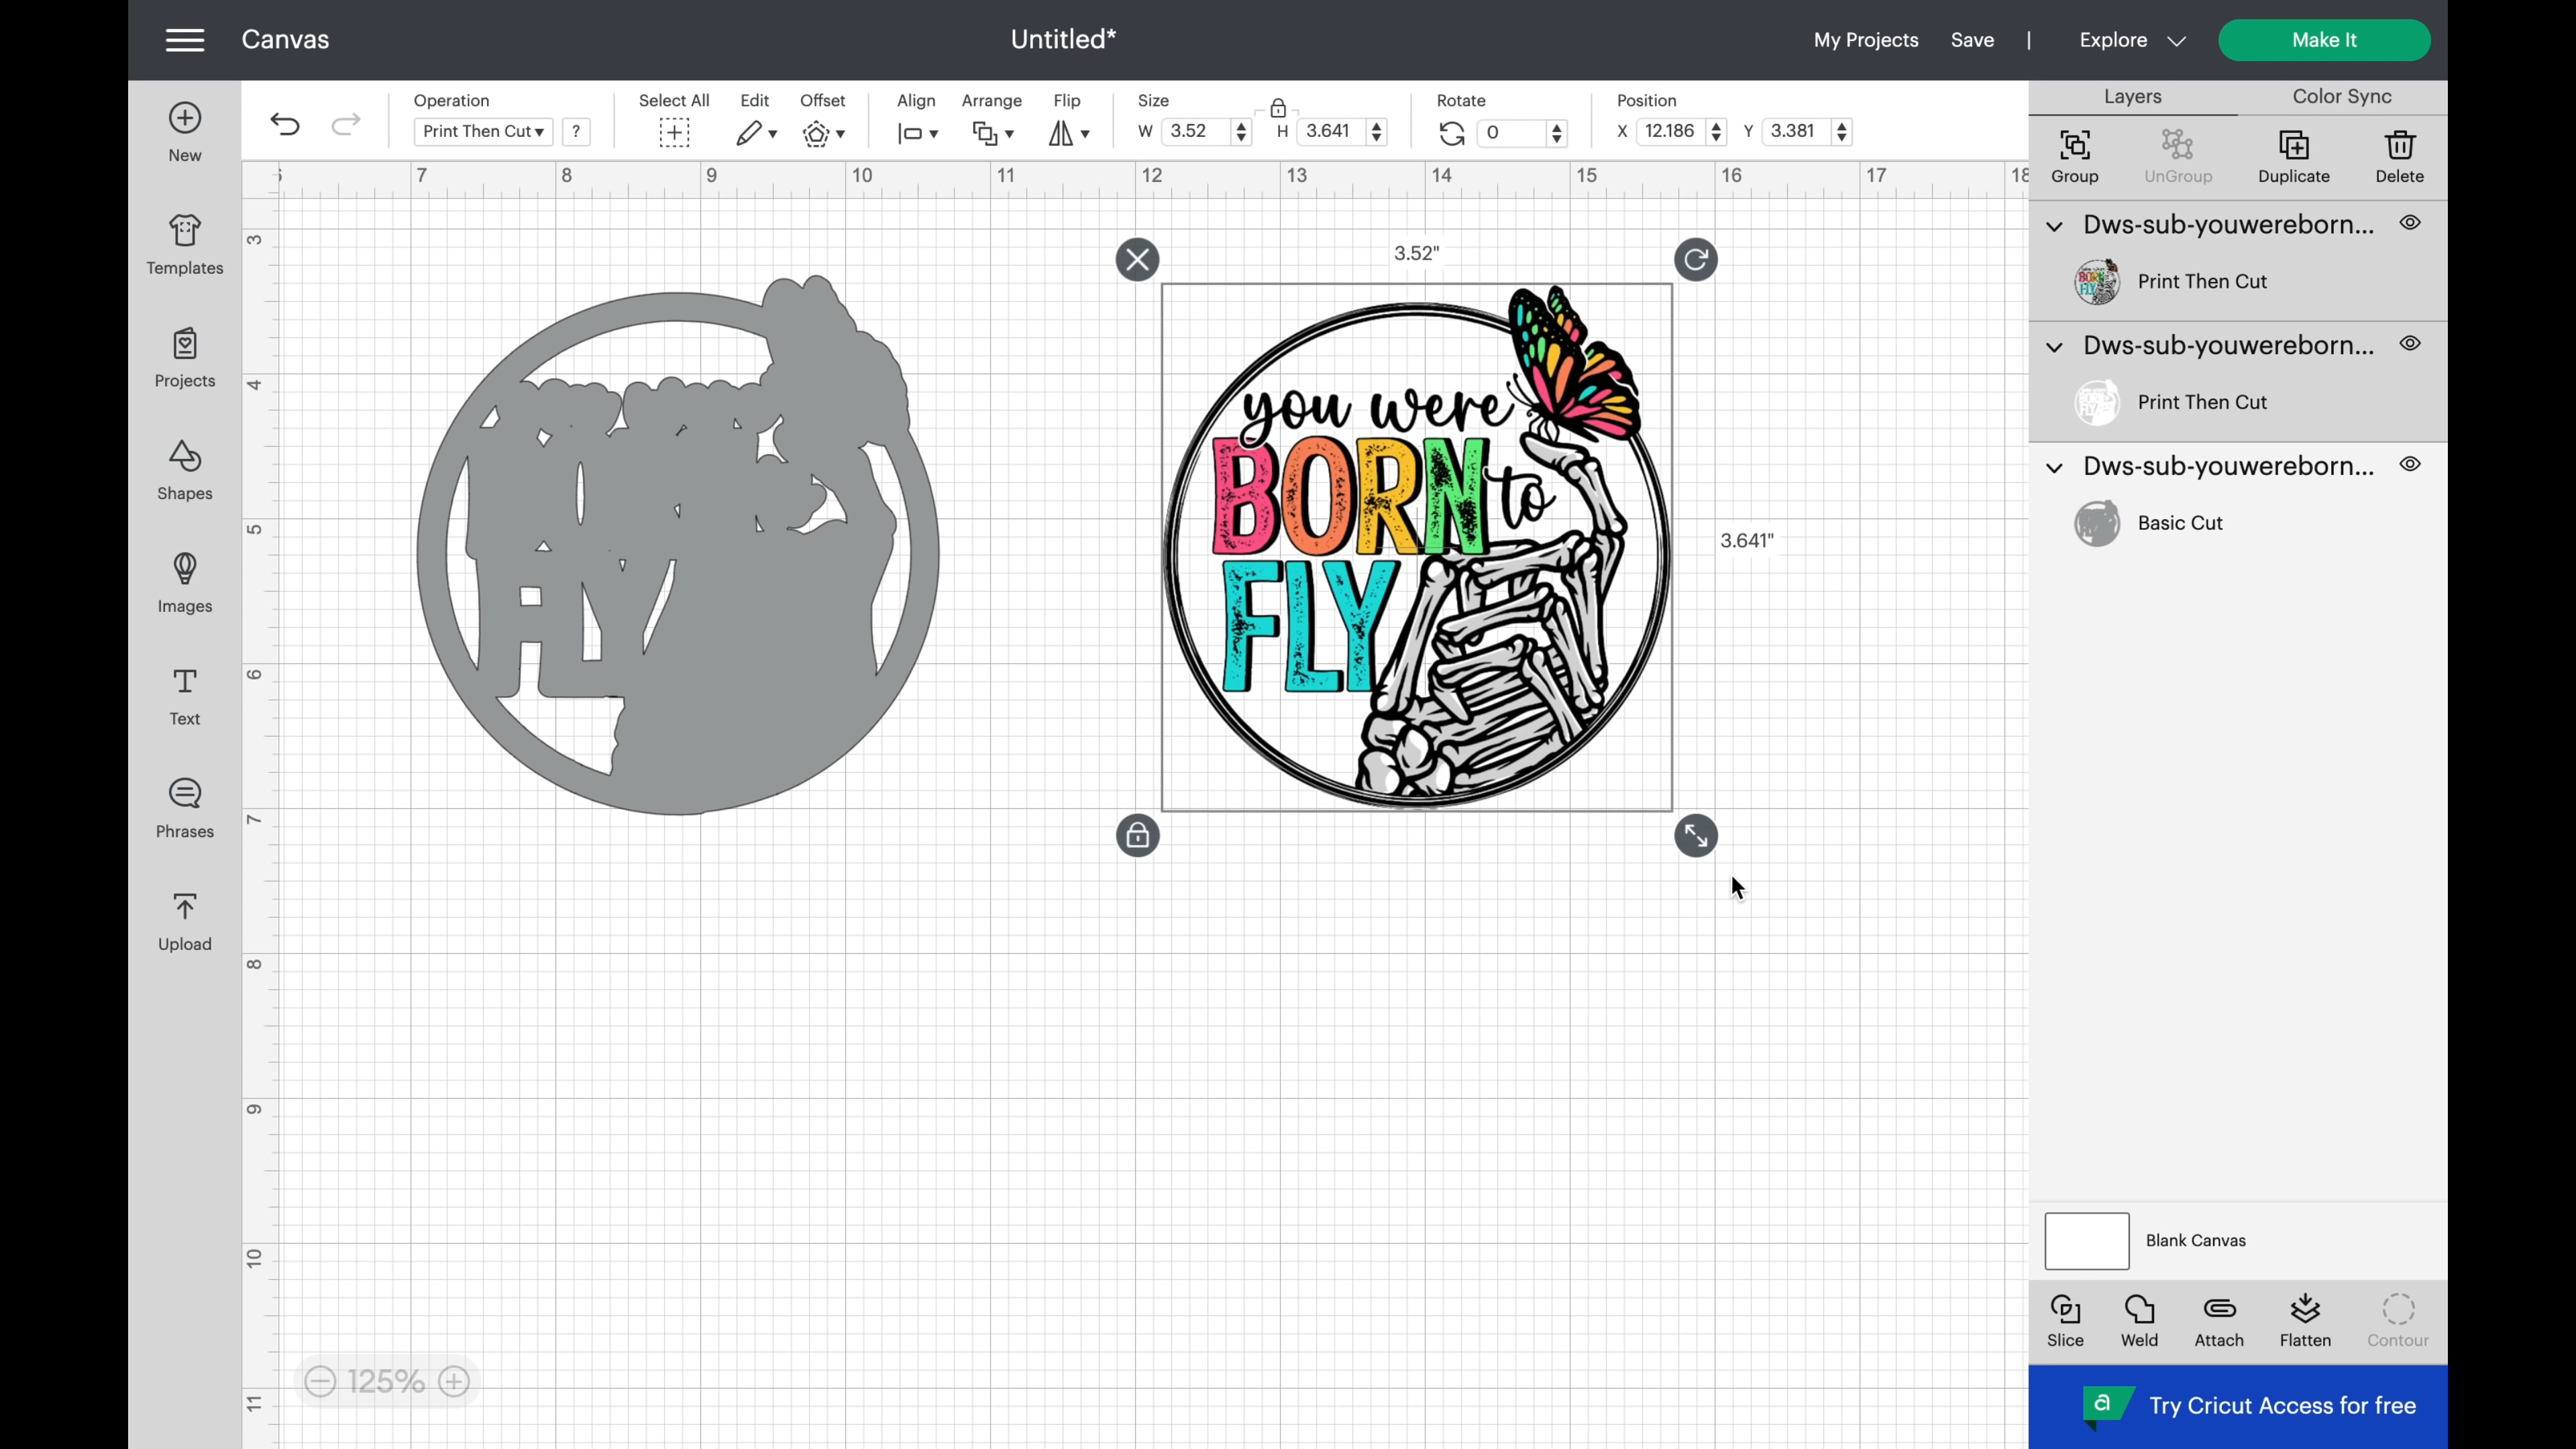 Canvas
Untitled*
My Projects Save | Explore Make It
New
Templates
Projects
Shapes
Images
Text
Phrases
Upload
Operation
Print Then Cut ▾ ?
Select All
Edit
Offset
Align
Arrange
Flip
Size
W 3.52 H 3.641
Rotate
0
Position
X 12.186 Y 3.381
6 7 8 9 10 11 12 13 14 15 16 17 18
3
4
5
6
7
8
9
10
11
3.52"
3.641"
you were
BORN to
FLY
125%
Layers Color Sync
Group UnGroup Duplicate Delete
Dws-sub-youwereborn...
Print Then Cut
Dws-sub-youwereborn...
Print Then Cut
Dws-sub-youwereborn...
Basic Cut
Blank Canvas
Slice Weld Attach Flatten Contour
a Try Cricut Access for free